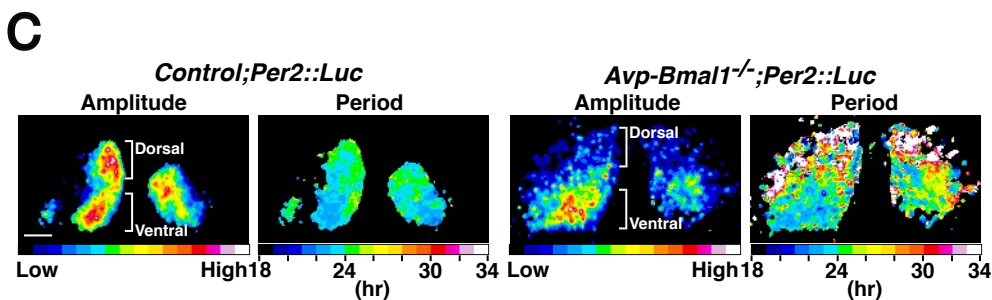 C
Control;Per2::Luc
Avp-Bmal1-/-;Per2::Luc
Amplitude
Period
Amplitude
Period
Dorsal
Ventral
Dorsal
Ventral
Low
High
18
24
30
34
(hr)
Low
High
18
24
30
34
(hr)